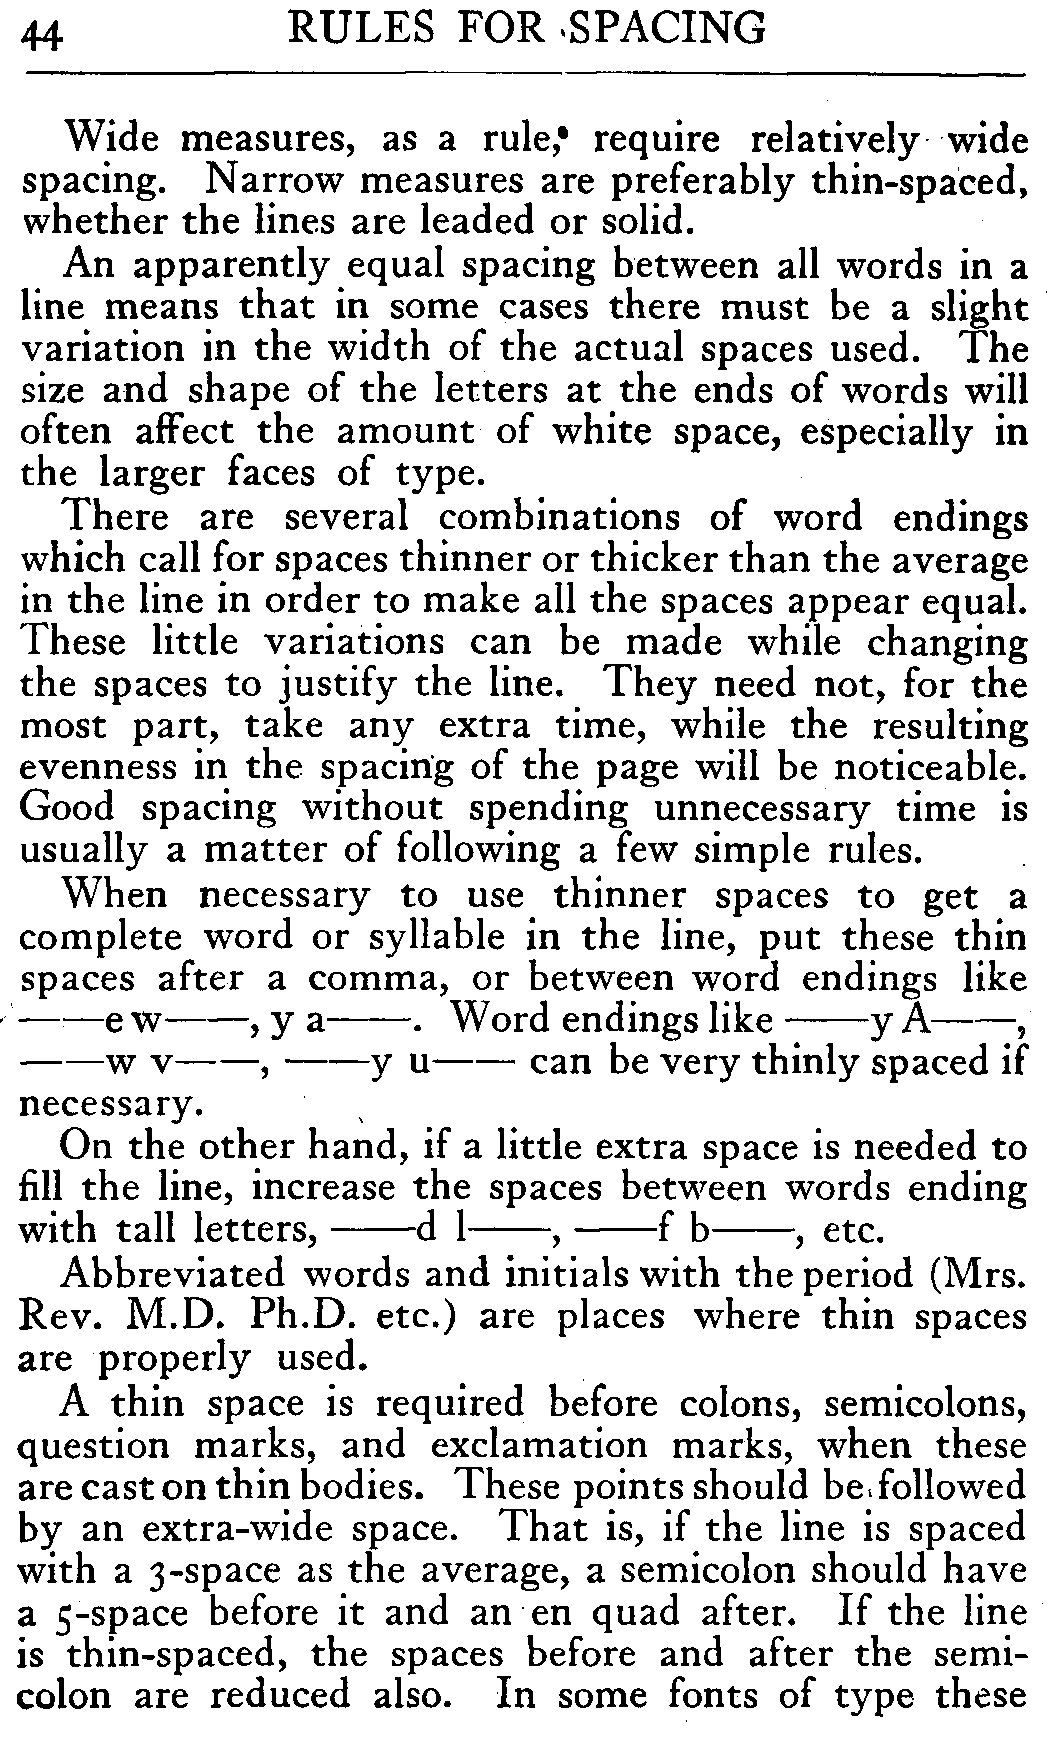 44 RULES FOR SPACING
Wide measures, as a rule, require relatively wide
spacing. Narrow measures are preferably thin-spaced,
whether the lines are leaded or solid.
An apparently equal spacing between all words in a
line means that in some cases there must be a slight
variation in the width of the actual spaces used. The
size and shape of the letters at the ends of words will
often affect the amount of white space, especially in
the larger faces of type.
There are several combinations of word endings
which call for spaces thinner or thicker than the average
in the line in order to make all the spaces appear equal.
These little variations can be made while changing
the spaces to justify the line. They need not, for the
most part, take any extra time, while the resulting
evenness in the spacing of the page will be noticeable.
Good spacing without spending unnecessary time is
usually a matter of following a few simple rules.
When necessary to use thinner spaces to get a
complete word or syllable in the line, put these thin
spaces after a comma, or between word endings like
——e w——, y a——. Word endings like ——y A——,
——w v——, ——y u—— can be very thinly spaced if
necessary.
On the other hand, if a little extra space is needed to
fill the line, increase the spaces between words ending
with tall letters, ——d l——, ——f b——, etc.
Abbreviated words and initials with the period (Mrs.
Rev. M.D. Ph.D. etc.) are places where thin spaces
are properly used.
A thin space is required before colons, semicolons,
question marks, and exclamation marks, when these
are cast on thin bodies. These points should be followed
by an extra-wide space. That is, if the line is spaced
with a 3-space as the average, a semicolon should have
a 5-space before it and an en quad after. If the line
is thin-spaced, the spaces before and after the semi-
colon are reduced also. In some fonts of type these